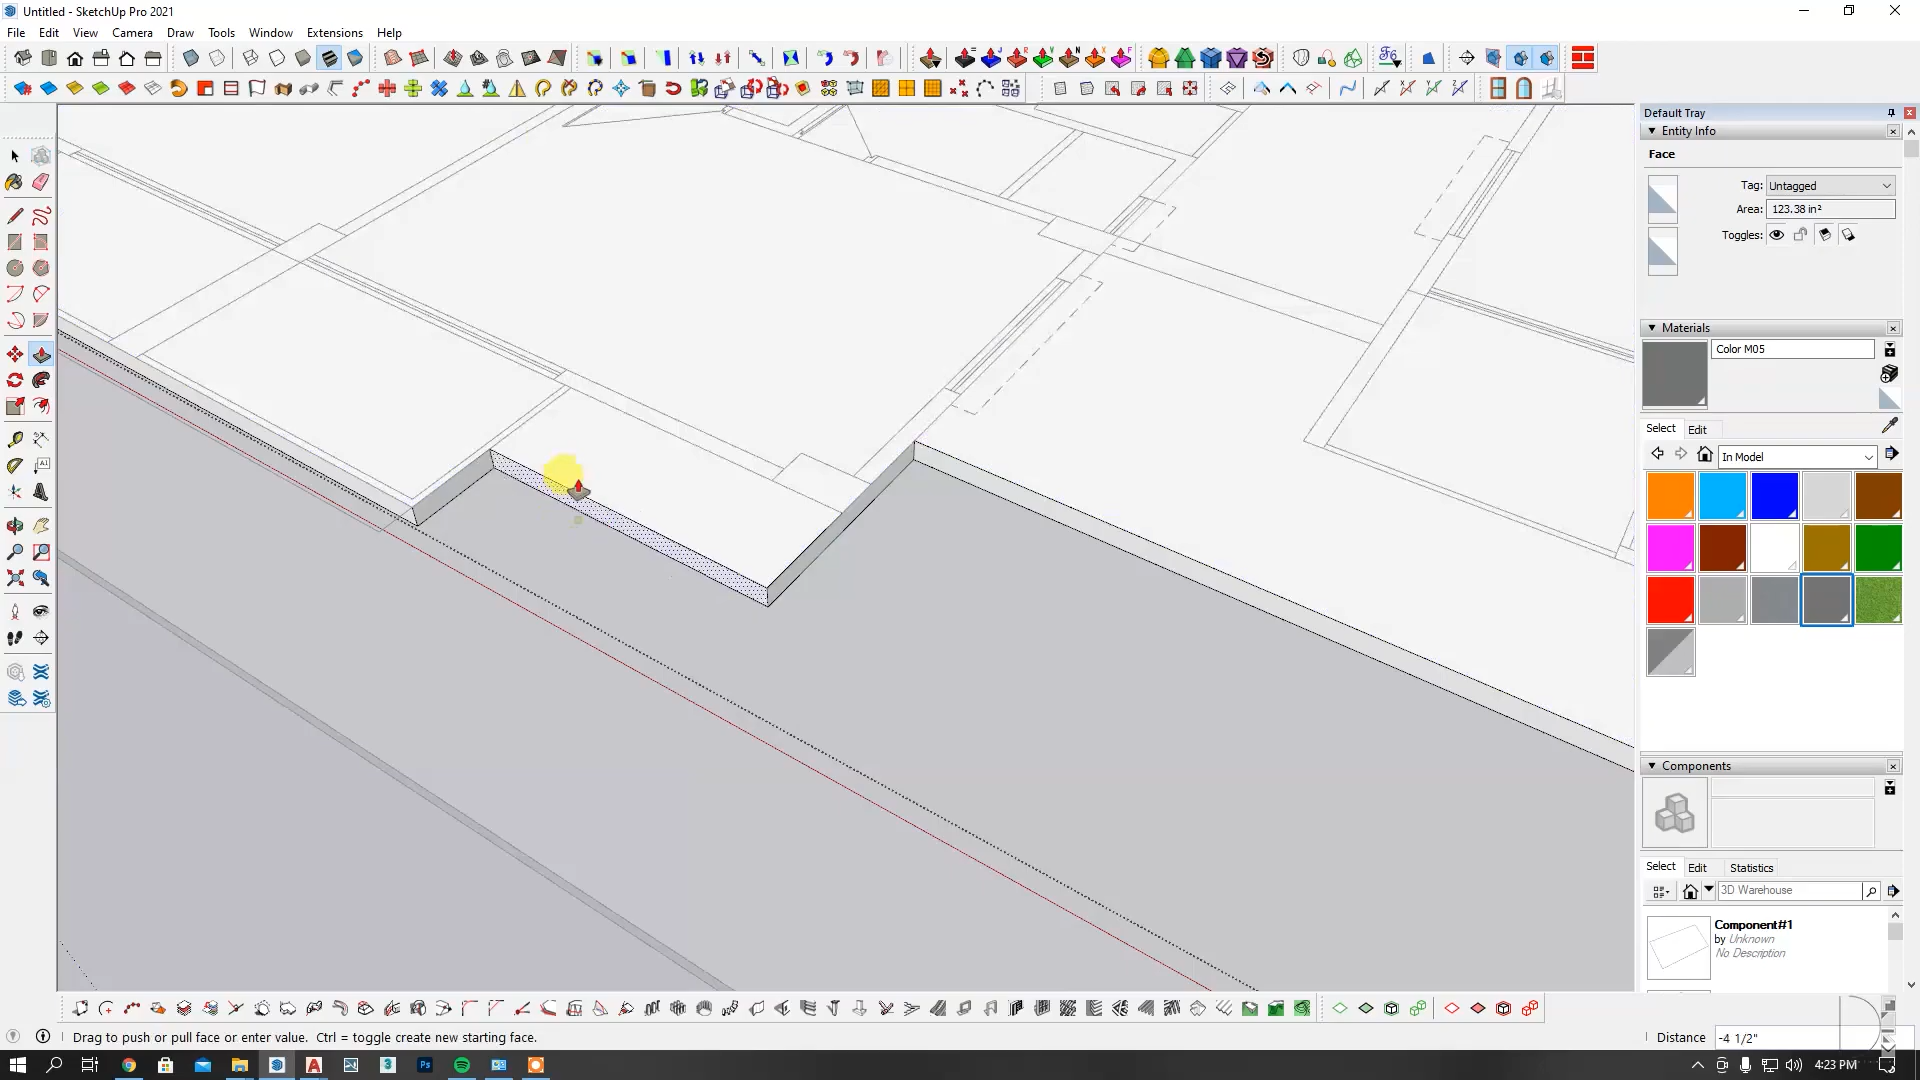 Untitled - SketchUp Pro 2021
File Edit View Camera Draw Tools Window Extensions Help
Default Tray
Entity Info
Face
Tag: Untagged
Area: 123.38 in²
Toggles:
Materials
Color M05
Select Edit
In Model
Components
Select Edit Statistics
3D Warehouse
Component#1
by Unknown
No Description
Drag to push or pull face or enter value. Ctrl = toggle create new starting face.
Distance -4 1/2"
4:23 PM